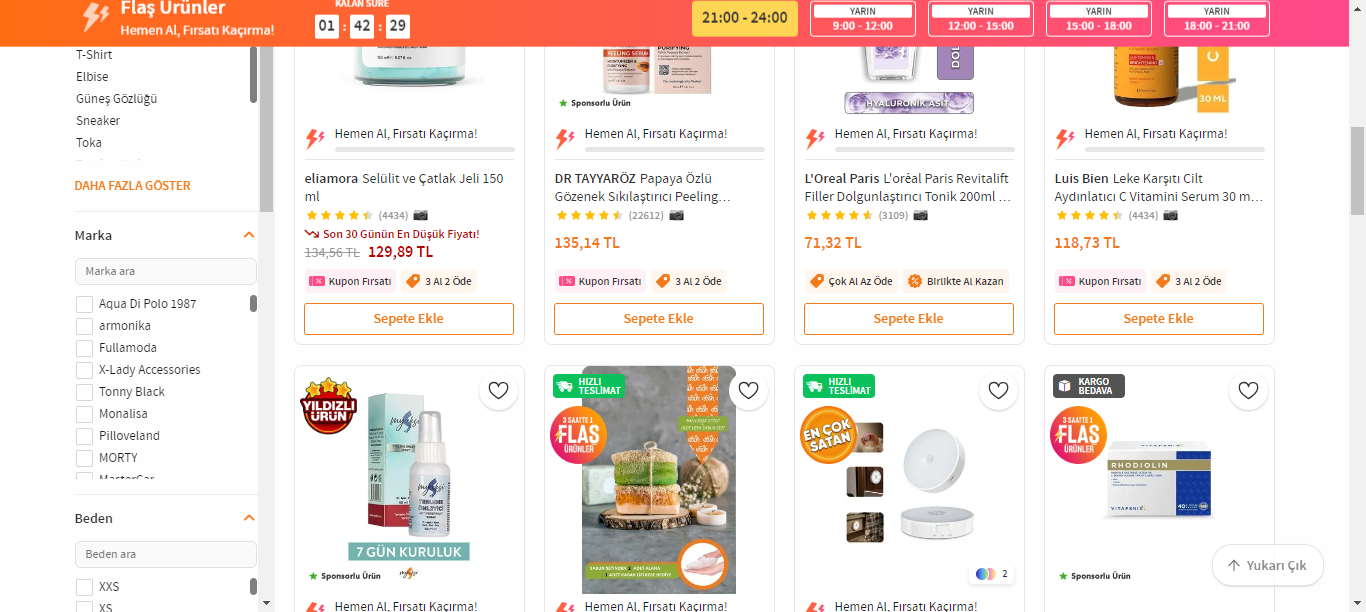 Flaş Ürünler
Hemen Al, Fırsatı Kaçırma!
KALAN SÜRE
01 : 42 : 29
21:00 - 24:00
YARIN
9:00 - 12:00
YARIN
12:00 - 15:00
YARIN
15:00 - 18:00
YARIN
18:00 - 21:00
T-Shirt
Elbise
Güneş Gözlüğü
Sneaker
Toka
DAHA FAZLA GÖSTER
Marka
Marka ara
Aqua Di Polo 1987
armonika
Fullamoda
X-Lady Accessories
Tonny Black
Monalisa
Pilloveland
MORTY
MasterCar
Beden
Beden ara
XXS
XS
Hemen Al, Fırsatı Kaçırma!
eliamora Selülit ve Çatlak Jeli 150
ml
(4434)
Son 30 Günün En Düşük Fiyatı!
134,56 TL 129,89 TL
Kupon Fırsatı
3 Al 2 Öde
Sepete Ekle
PURIFYING
PEELING SERUM
Sponsorlu Ürün
Hemen Al, Fırsatı Kaçırma!
DR TAYYARÖZ Papaya Özlü
Gözenek Sıkılaştırıcı Peeling...
(22612)
135,14 TL
Kupon Fırsatı
3 Al 2 Öde
Sepete Ekle
DOL
HYALURONİK ASİT
Hemen Al, Fırsatı Kaçırma!
L'Oreal Paris L'oréal Paris Revitalift
Filler Dolgunlaştırıcı Tonik 200ml ...
(3109)
71,32 TL
Çok Al Az Öde
Birlikte Al Kazan
Sepete Ekle
C
30 ML
Hemen Al, Fırsatı Kaçırma!
Luis Bien Leke Karşıtı Cilt
Aydınlatıcı C Vitamini Serum 30 m...
(4434)
118,73 TL
Kupon Fırsatı
3 Al 2 Öde
Sepete Ekle
YILDIZLI
ÜRÜN
7 GÜN KURULUK
Sponsorlu Ürün
Hemen Al, Fırsatı Kaçırma!
HIZLI
TESLİMAT
3 SAATTE 1
FLAŞ
ÜRÜNLER
Hemen Al, Fırsatı Kaçırma!
HIZLI
TESLİMAT
EN ÇOK
SATAN
2
Hemen Al, Fırsatı Kaçırma!
KARGO
BEDAVA
3 SAATTE 1
FLAŞ
ÜRÜNLER
VITAPENIX
RHODIOLIN
VITAPENIX
40
Sponsorlu Ürün
Yukarı Çık